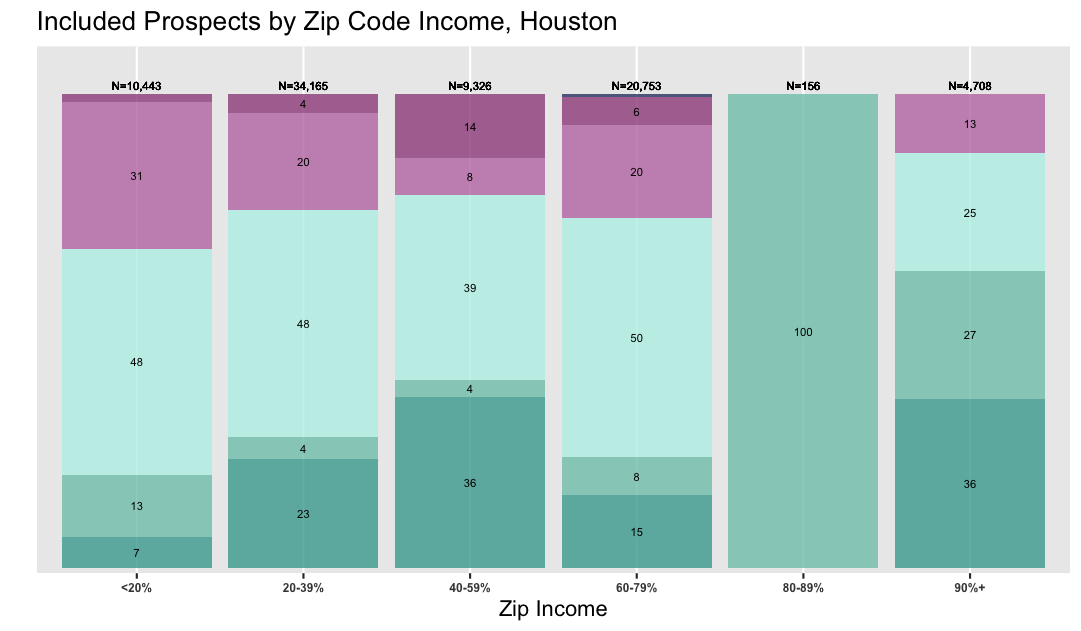 Included Prospects by Zip Code Income, Houston
N=10,443 N=34,165 N=9,326 N=20,753 N=156 N=4,708
4 14 6 13
31 20 8 20
25
48 48 39 50 100 27
13 4 4 8
7 23 36 15 36
<20% 20-39% 40-59% 60-79% 80-89% 90%+
Zip Income